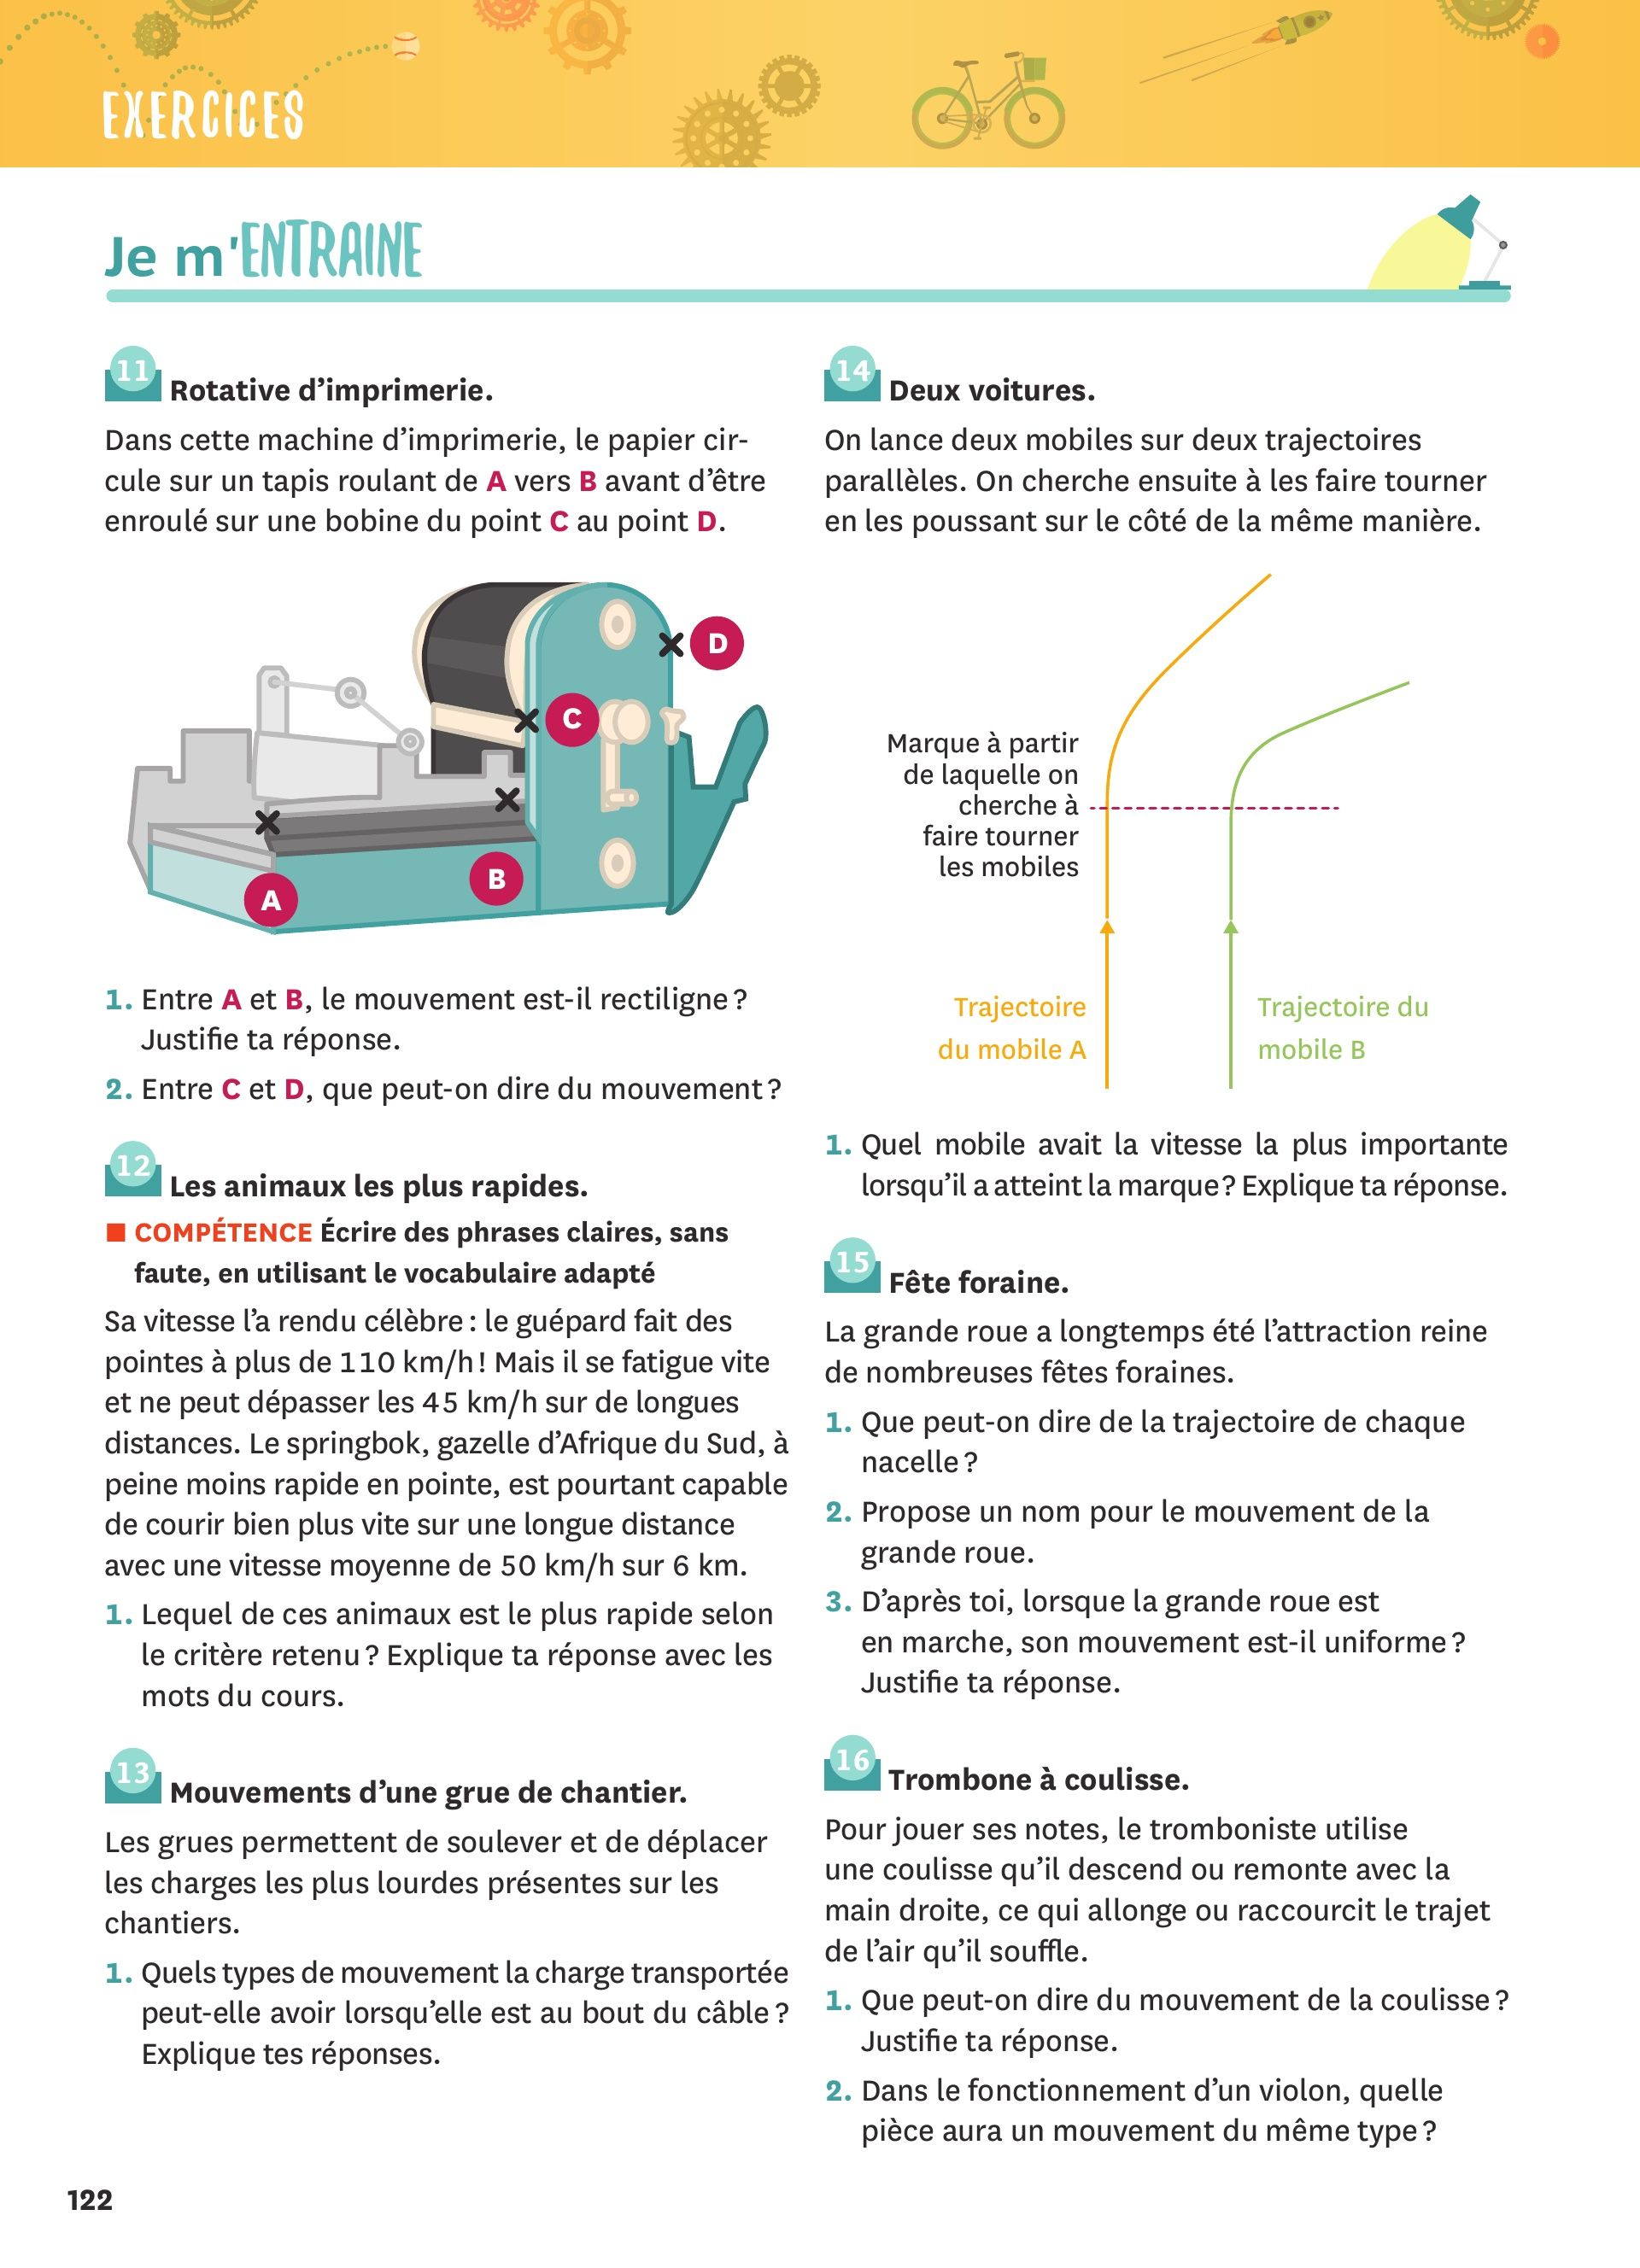 EXERCICES
Je m'ENTRAINE
11 Rotative d’imprimerie.
Dans cette machine d’imprimerie, le papier cir-
cule sur un tapis roulant de A vers B avant d’être
enroulé sur une bobine du point C au point D.
D
C
B
A
1. Entre A et B, le mouvement est-il rectiligne ?
Justifie ta réponse.
2. Entre C et D, que peut-on dire du mouvement ?
12 Les animaux les plus rapides.
COMPÉTENCE Écrire des phrases claires, sans
faute, en utilisant le vocabulaire adapté
Sa vitesse l’a rendu célèbre : le guépard fait des
pointes à plus de 110 km/h ! Mais il se fatigue vite
et ne peut dépasser les 45 km/h sur de longues
distances. Le springbok, gazelle d’Afrique du Sud, à
peine moins rapide en pointe, est pourtant capable
de courir bien plus vite sur une longue distance
avec une vitesse moyenne de 50 km/h sur 6 km.
1. Lequel de ces animaux est le plus rapide selon
le critère retenu ? Explique ta réponse avec les
mots du cours.
13 Mouvements d’une grue de chantier.
Les grues permettent de soulever et de déplacer
les charges les plus lourdes présentes sur les
chantiers.
1. Quels types de mouvement la charge transportée
peut-elle avoir lorsqu’elle est au bout du câble ?
Explique tes réponses.
14 Deux voitures.
On lance deux mobiles sur deux trajectoires
parallèles. On cherche ensuite à les faire tourner
en les poussant sur le côté de la même manière.
Marque à partir
de laquelle on
cherche à
faire tourner
les mobiles
Trajectoire
du mobile A
Trajectoire du
mobile B
1. Quel mobile avait la vitesse la plus importante
lorsqu’il a atteint la marque ? Explique ta réponse.
15 Fête foraine.
La grande roue a longtemps été l’attraction reine
de nombreuses fêtes foraines.
1. Que peut-on dire de la trajectoire de chaque
nacelle ?
2. Propose un nom pour le mouvement de la
grande roue.
3. D’après toi, lorsque la grande roue est
en marche, son mouvement est-il uniforme ?
Justifie ta réponse.
16 Trombone à coulisse.
Pour jouer ses notes, le tromboniste utilise
une coulisse qu’il descend ou remonte avec la
main droite, ce qui allonge ou raccourcit le trajet
de l’air qu’il souffle.
1. Que peut-on dire du mouvement de la coulisse ?
Justifie ta réponse.
2. Dans le fonctionnement d’un violon, quelle
pièce aura un mouvement du même type ?
122